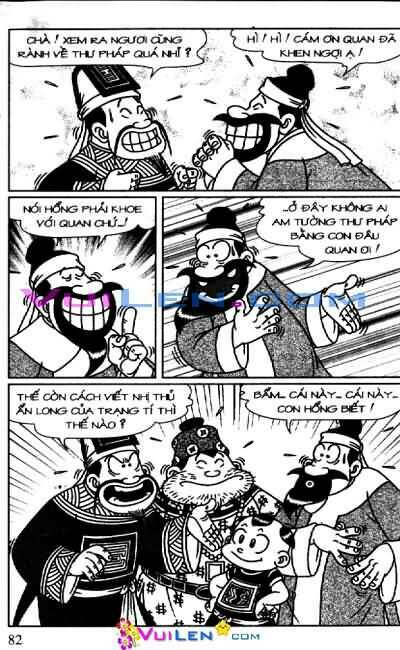 CHÀ! XEM RA NGƯƠI CŨNG
RÀNH VỀ THƯ PHÁP QUÁ NHỈ?
HÌ! HÌ! CÁM ƠN QUAN ĐÃ
KHEN NGỢI Ạ!
NÓI HỔNG PHẢI KHOE
VỚI QUAN CHỨ...!
...Ở ĐÂY KHÔNG AI
AM TƯỜNG THƯ PHÁP
BẰNG CON ĐÂU
QUAN ƠI!
VUILEN.COM
THẾ CÒN CÁCH VIẾT NHỊ THỦ
ẨN LONG CỦA TRẠNG TÍ THÌ
THẾ NÀO?
BẨM... CÁI NÀY... CÁI NÀY...
CON HỔNG BIẾT!
82
VUILEN.COM